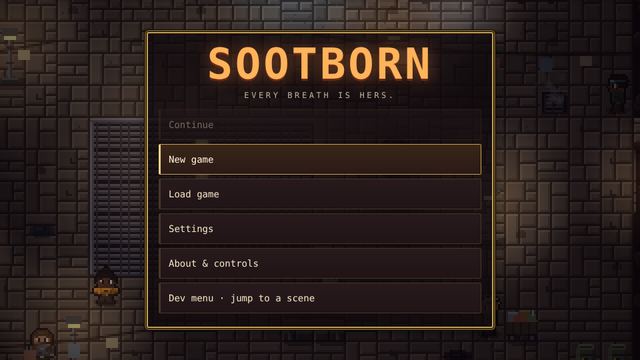 SOOTBORN
EVERY BREATH IS HERS.
Continue
New game
Load game
Settings
About & controls
Dev menu · jump to a scene